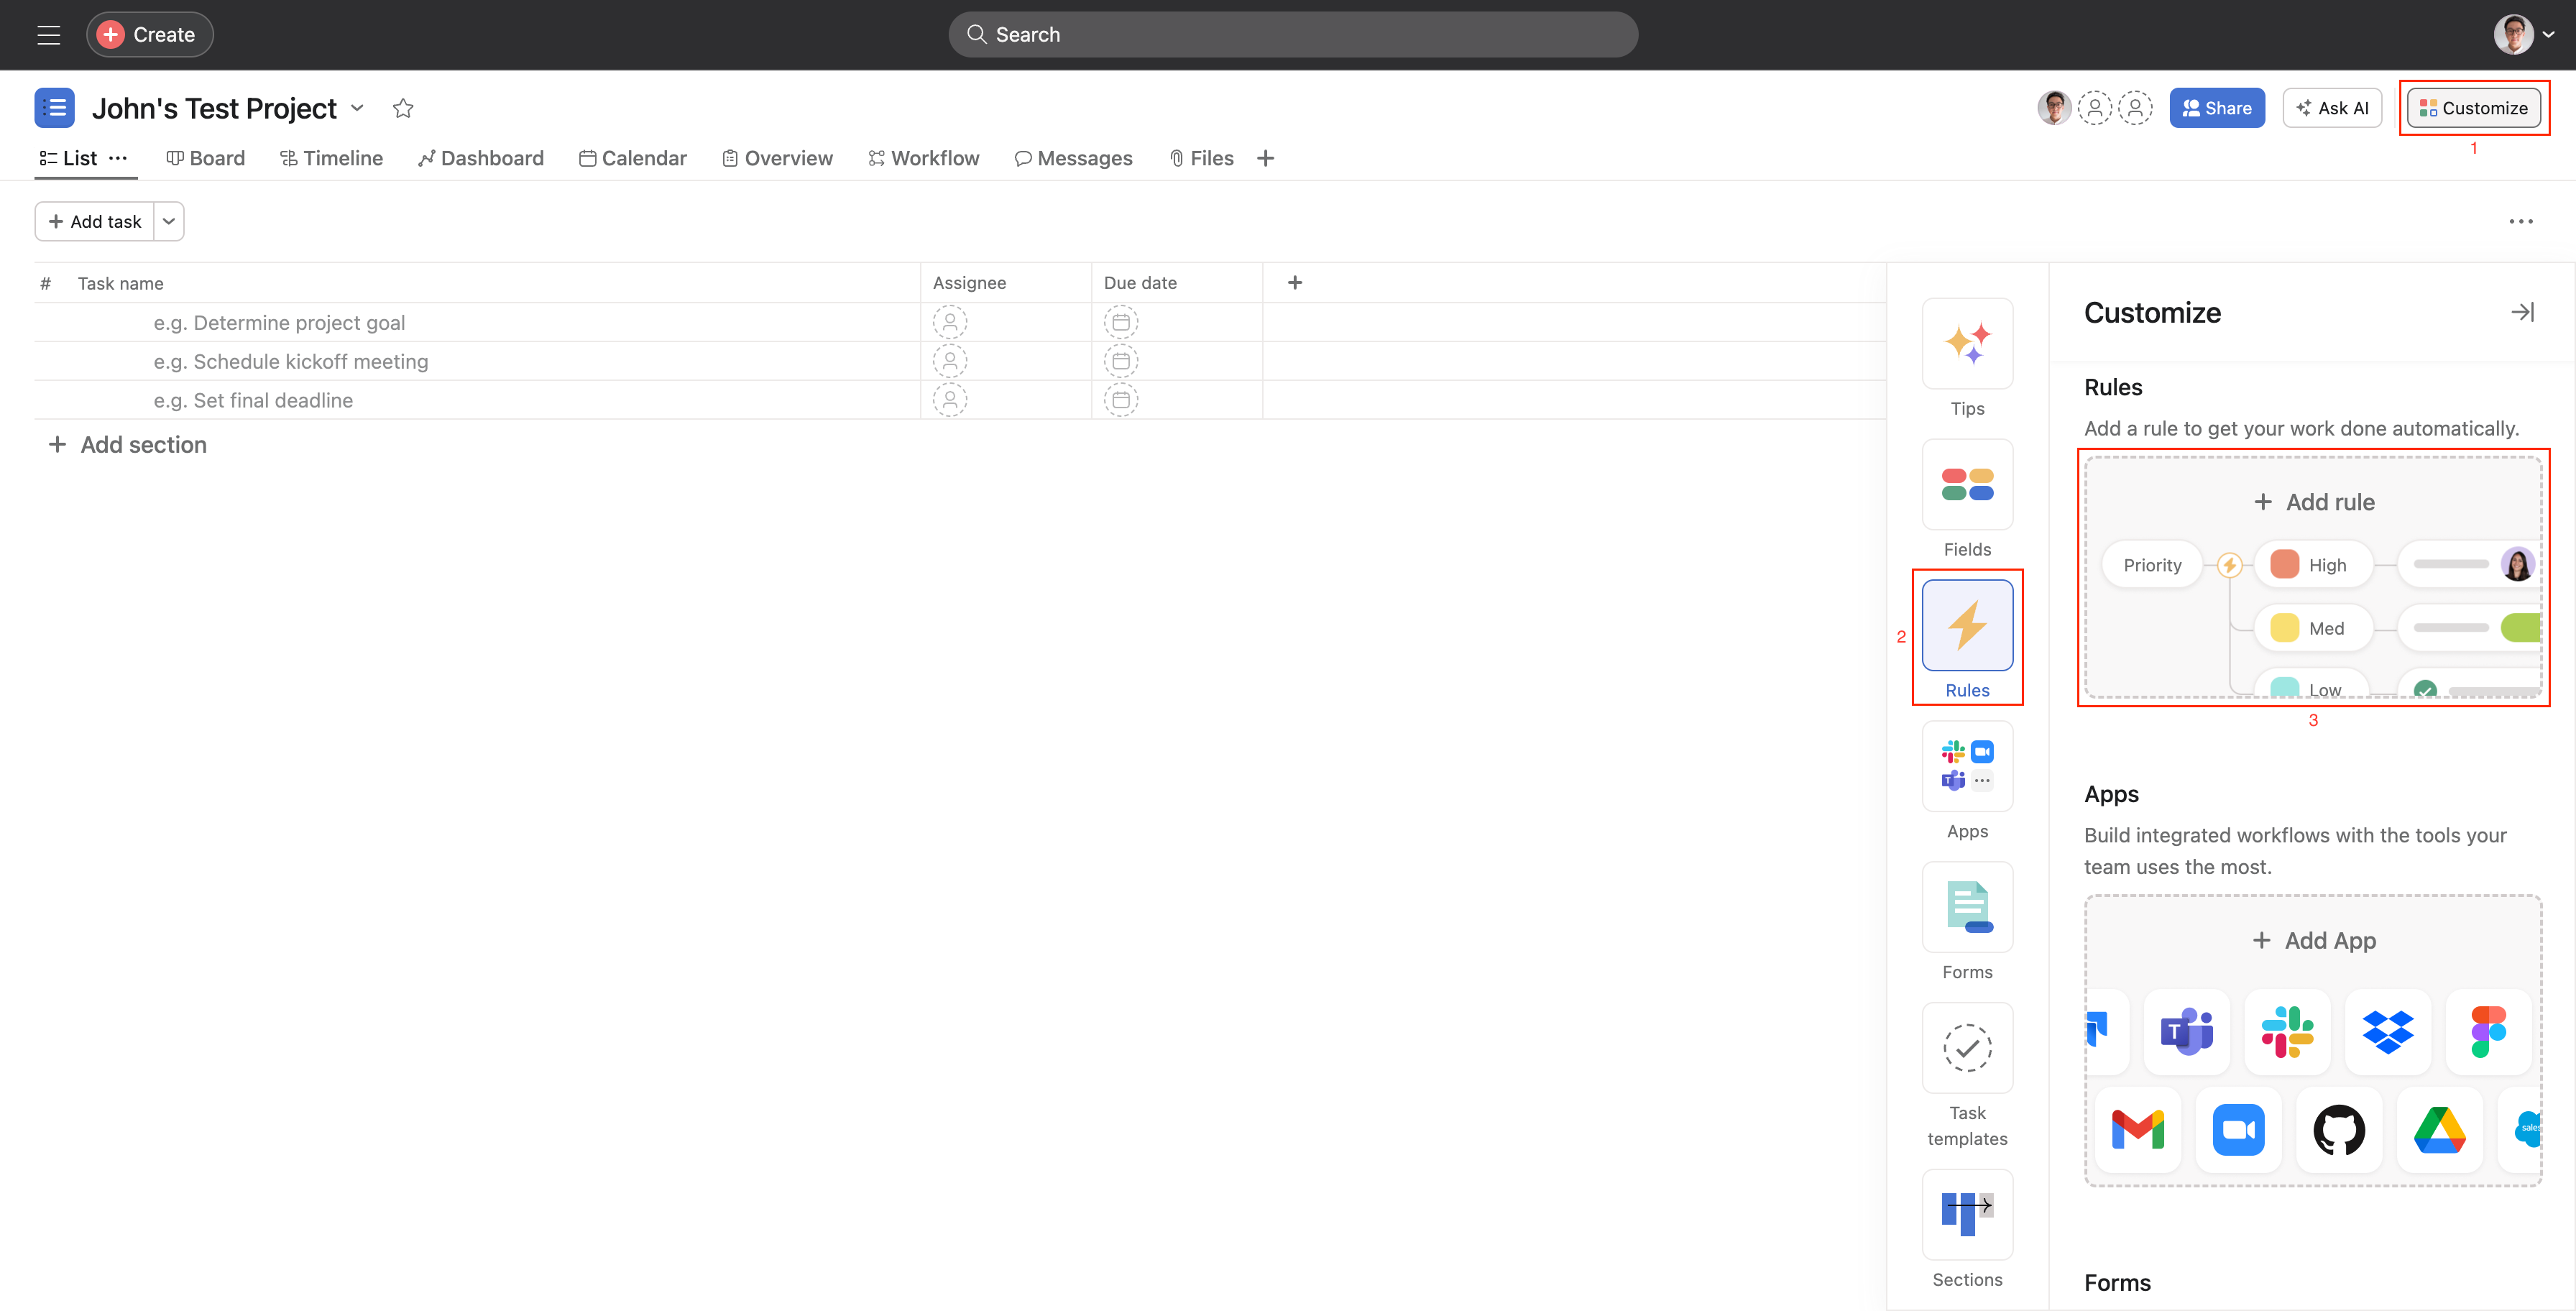 Create
Search
John's Test Project
Share
Ask AI
Customize
1
List
Board
Timeline
Dashboard
Calendar
Overview
Workflow
Messages
Files
Add task
# Task name Assignee Due date
e.g. Determine project goal
e.g. Schedule kickoff meeting
e.g. Set final deadline
Add section
Tips
Fields
2
Rules
Apps
Forms
Task
templates
Sections
Customize
Rules
Add a rule to get your work done automatically.
+ Add rule
Priority
High
Med
Low
3
Apps
Build integrated workflows with the tools your
team uses the most.
+ Add App
T
sales
Forms